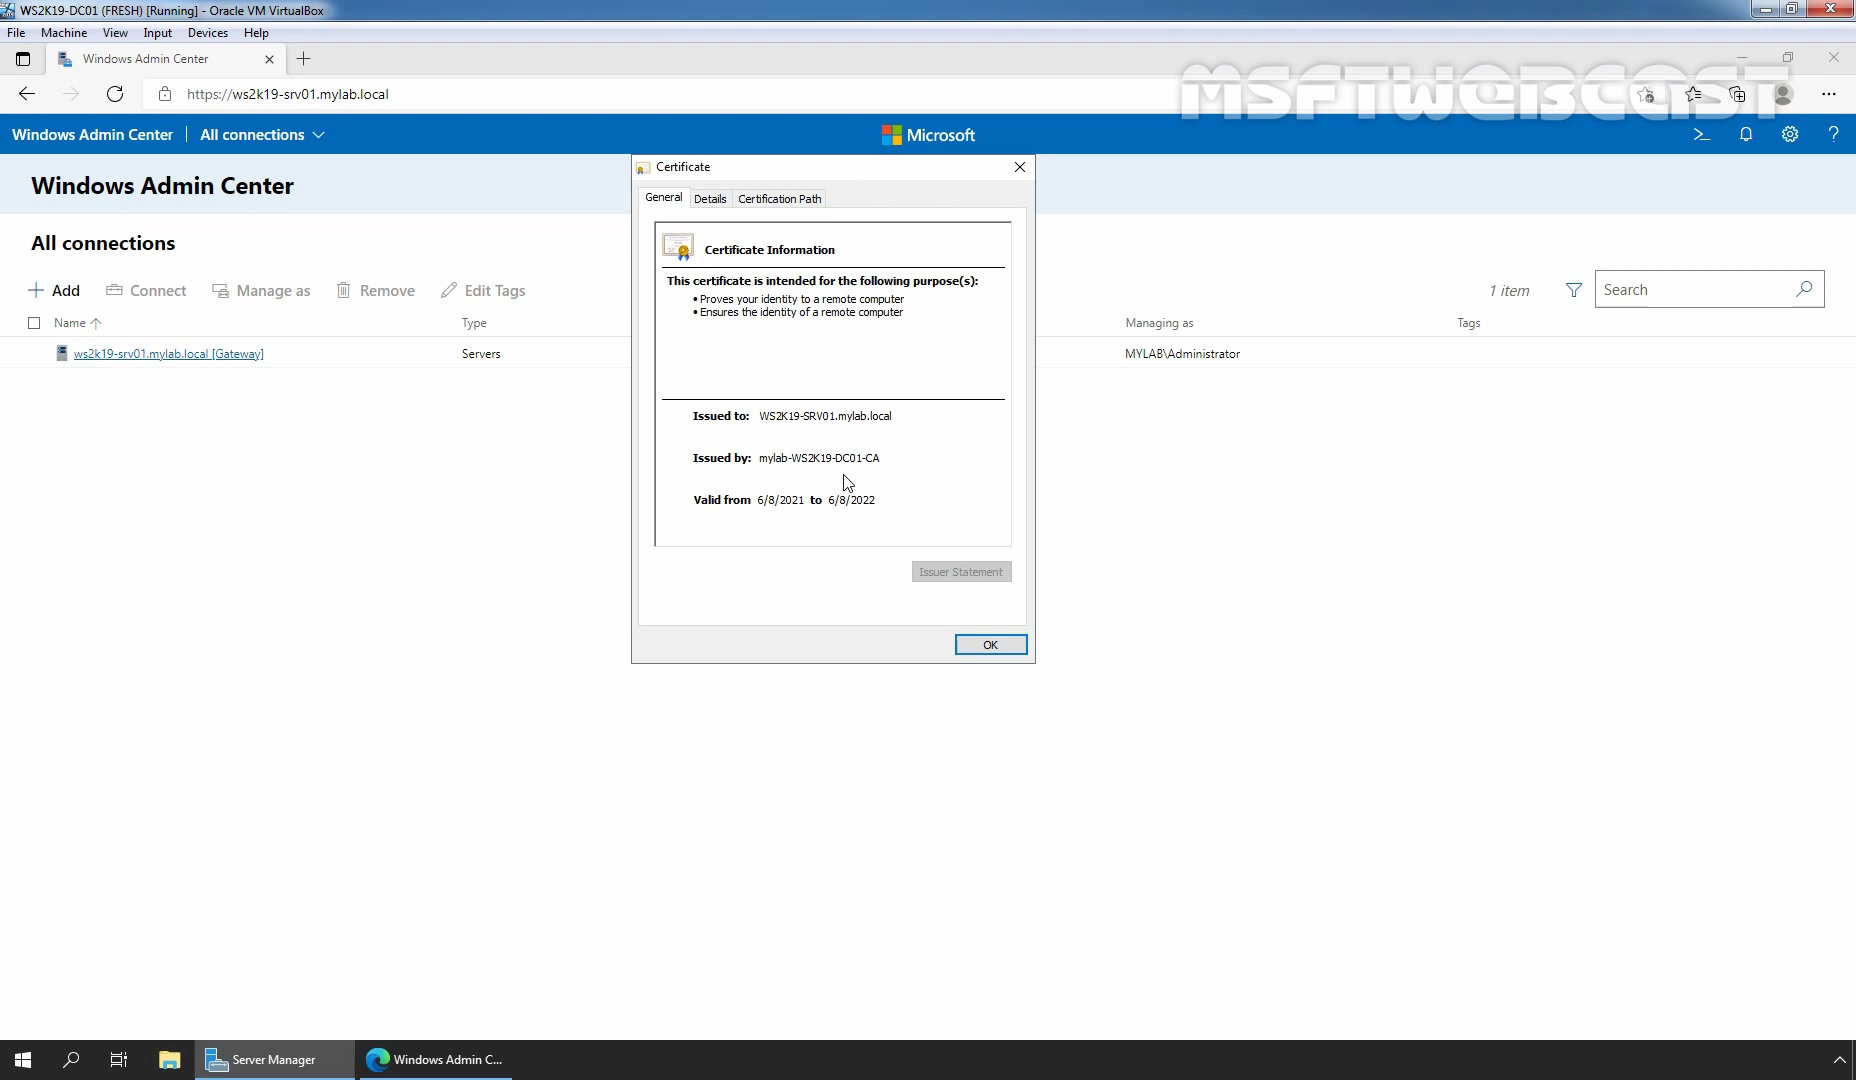 WS2K19-DC01 (FRESH) [Running] - Oracle VM VirtualBox
File Machine View Input Devices Help
Windows Admin Center
https://ws2k19-srv01.mylab.local
MSFTWEBCAST
Windows Admin Center All connections Microsoft
Windows Admin Center
All connections
Add Connect Manage as Remove Edit Tags 1 item Search
Name Type Managing as Tags
ws2k19-srv01.mylab.local [Gateway] Servers MYLAB\Administrator
Certificate
General Details Certification Path
Certificate Information
This certificate is intended for the following purpose(s):
• Proves your identity to a remote computer
• Ensures the identity of a remote computer
Issued to: WS2K19-SRV01.mylab.local
Issued by: mylab-WS2K19-DC01-CA
Valid from 6/8/2021 to 6/8/2022
Issuer Statement
OK
Server Manager Windows Admin C...